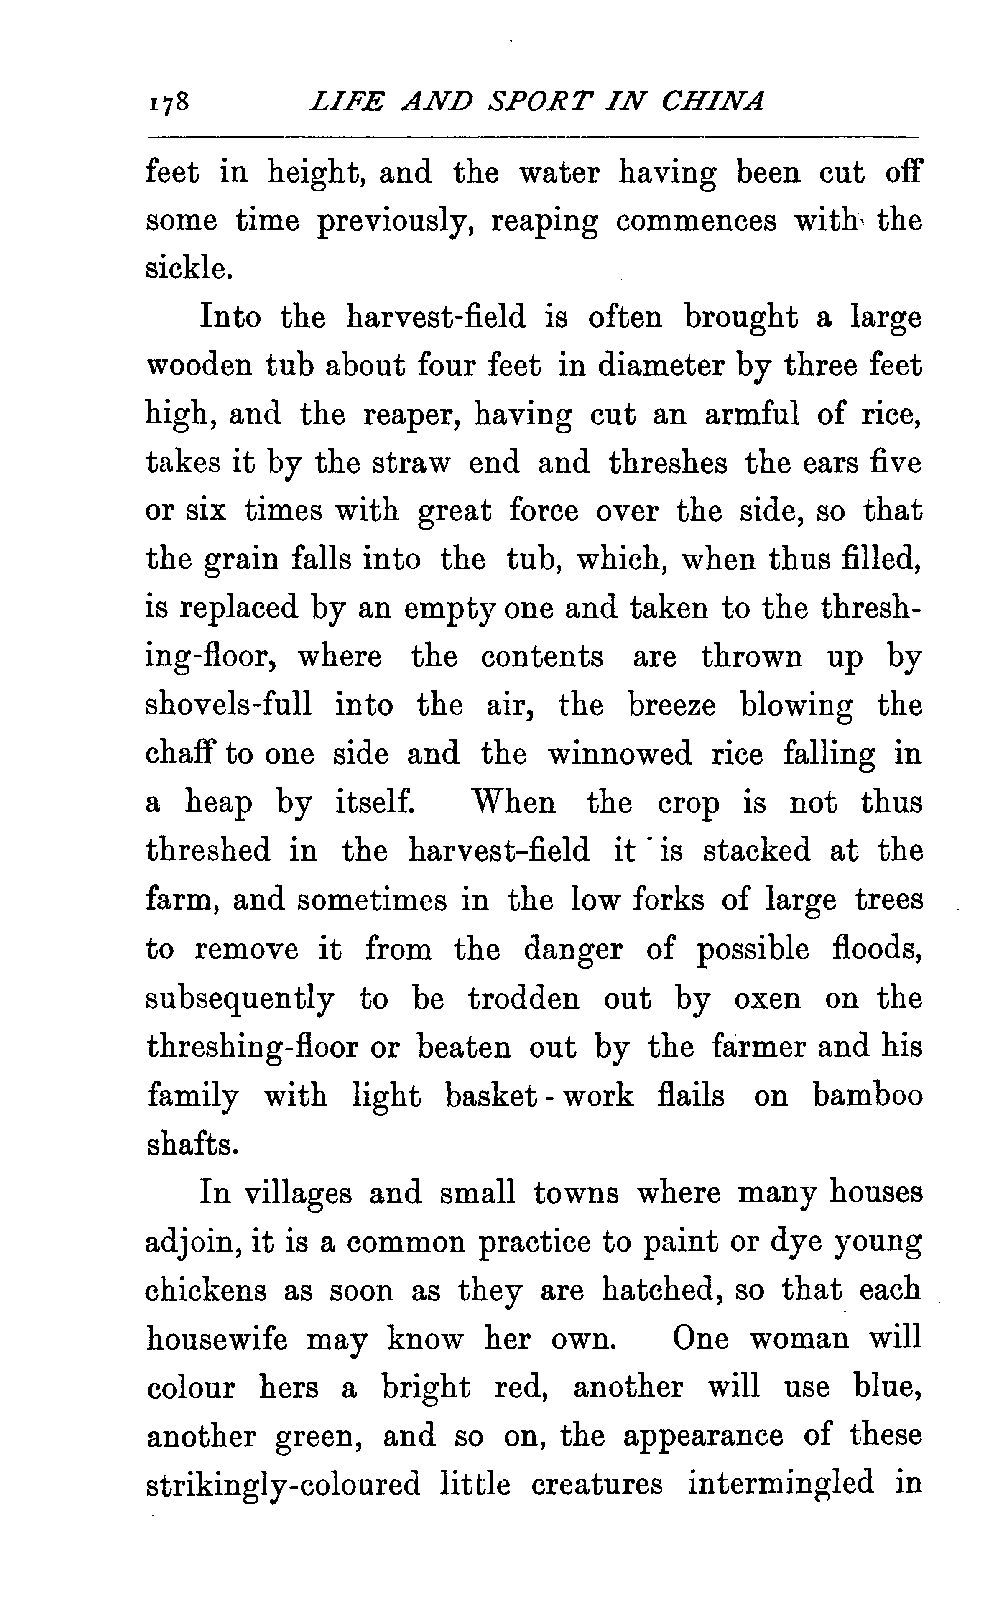 178 LIFE AND SPORT IN CHINA
feet in height, and the water having been cut off
some time previously, reaping commences with the
sickle.
Into the harvest-field is often brought a large
wooden tub about four feet in diameter by three feet
high, and the reaper, having cut an armful of rice,
takes it by the straw end and threshes the ears five
or six times with great force over the side, so that
the grain falls into the tub, which, when thus filled,
is replaced by an empty one and taken to the thresh-
ing-floor, where the contents are thrown up by
shovels-full into the air, the breeze blowing the
chaff to one side and the winnowed rice falling in
a heap by itself. When the crop is not thus
threshed in the harvest-field it is stacked at the
farm, and sometimes in the low forks of large trees
to remove it from the danger of possible floods,
subsequently to be trodden out by oxen on the
threshing-floor or beaten out by the farmer and his
family with light basket-work flails on bamboo
shafts.
In villages and small towns where many houses
adjoin, it is a common practice to paint or dye young
chickens as soon as they are hatched, so that each
housewife may know her own. One woman will
colour hers a bright red, another will use blue,
another green, and so on, the appearance of these
strikingly-coloured little creatures intermingled in